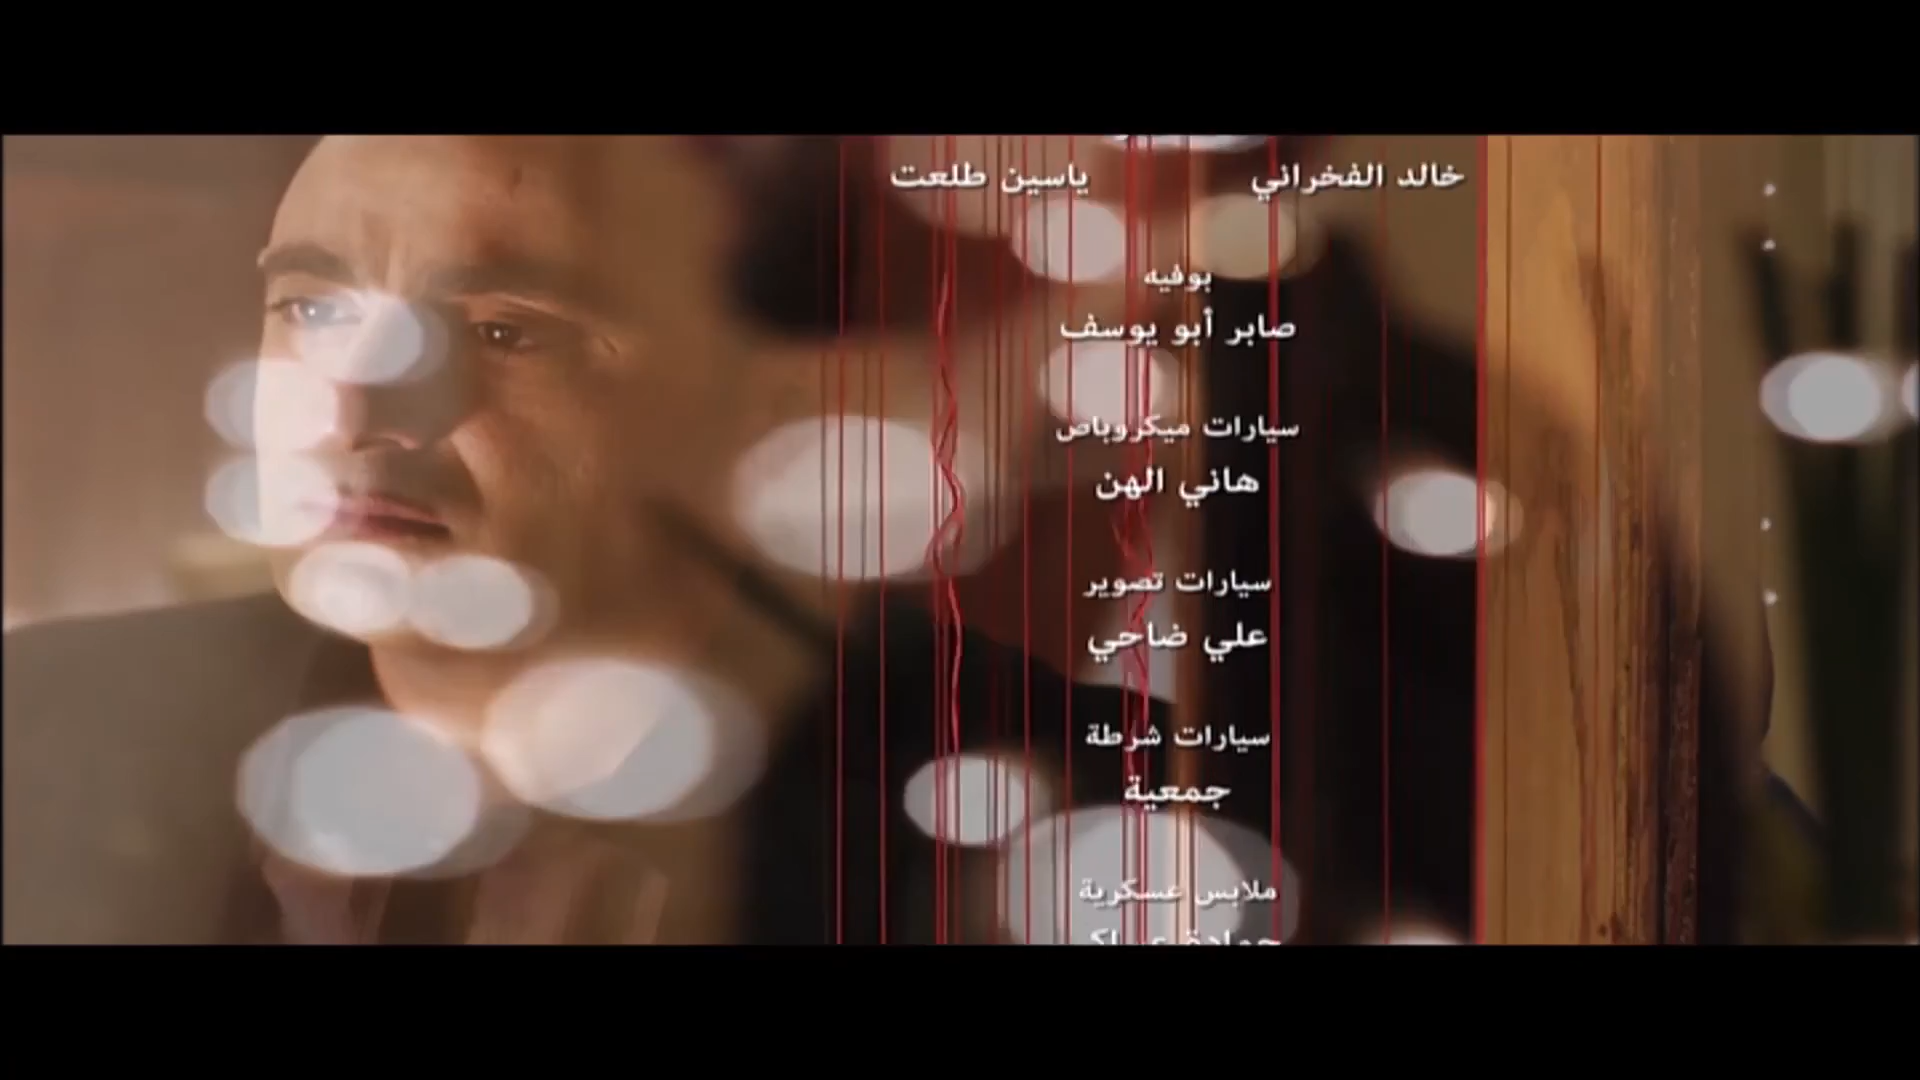 خالد الفخراني ياسين طلعت
بوفيه
صابر أبو يوسف
سيارات ميكروباص
هاني الهن
سيارات تصوير
علي ضاحي
سيارات شرطة
جمعية
ملابس عسكرية